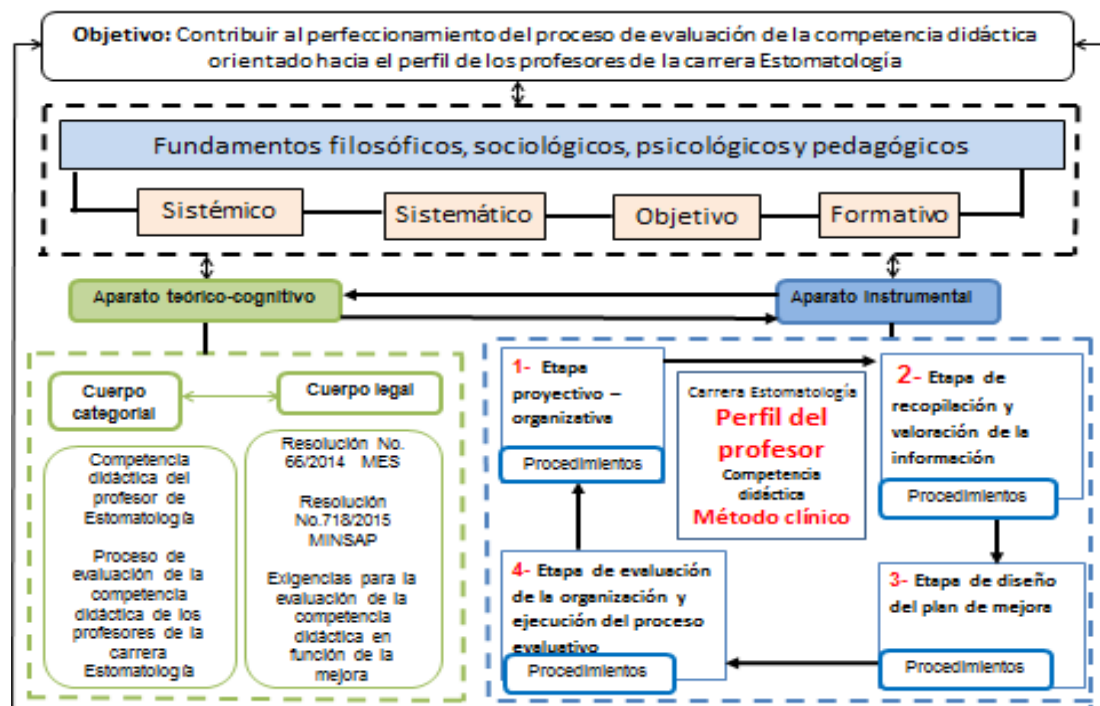 Objetivo: Contribuir al perfeccionamiento del proceso de evaluación de la competencia didáctica
orientado hacia el perfil de los profesores de la carrera Estomatología
Fundamentos filosóficos, sociológicos, psicológicos y pedagógicos
Sistémico
Sistemático
Objetivo
Formativo
Aparato teórico-cognitivo
Aparato instrumental
Cuerpo
categorial
Cuerpo legal
Competencia
didáctica del
profesor de
Estomatología
Proceso de
evaluación de la
competencia
didáctica de los
profesores de la
carrera
Estomatología
Resolución No.
66/2014 MES
Resolución
No.718/2015
MINSAP
Exigencias para la
evaluación de la
competencia
didáctica en
función de la
mejora
1- Etapa
proyectivo –
organizativa
Procedimientos
Carrera Estomatología
Perfil del
profesor
Competencia
didáctica
Método clínico
2- Etapa de
recopilación y
valoración de la
información
Procedimientos
3- Etapa de diseño
del plan de mejora
Procedimientos
4- Etapa de evaluación
de la organización y
ejecución del proceso
evaluativo
Procedimientos